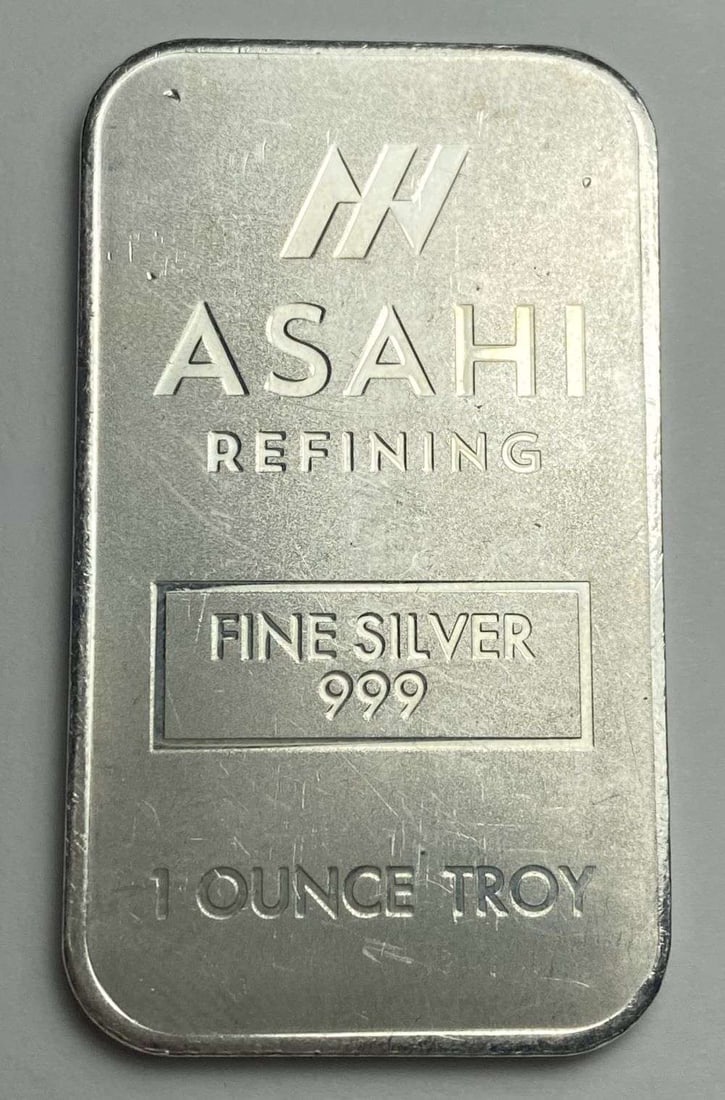 ASAHI
REFINING
FINE SILVER
999
1 OUNCE TROY